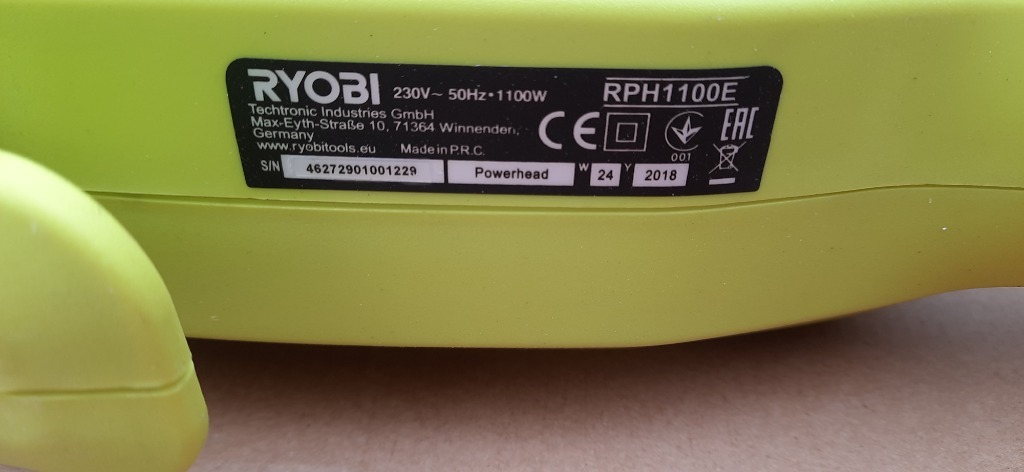 RYOBI 230V~ 50Hz•1100W RPH1100E
Techtronic Industries GmbH
Max-Eyth-Straße 10, 71364 Winnenden,
Germany
www.ryobitools.eu Made in P.R.C.
CE EAC
001
S/N 46272901001229 Powerhead W 24 Y 2018